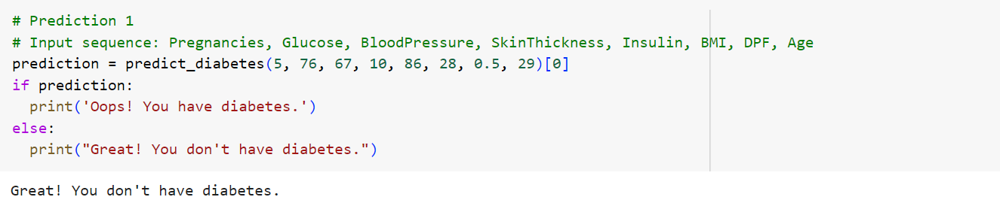 # Prediction 1
# Input sequence: Pregnancies, Glucose, BloodPressure, SkinThickness, Insulin, BMI, DPF, Age
prediction = predict_diabetes(5, 76, 67, 10, 86, 28, 0.5, 29)[0]
if prediction:
  print('Oops! You have diabetes.')
else:
  print("Great! You don't have diabetes.")
Great! You don't have diabetes.